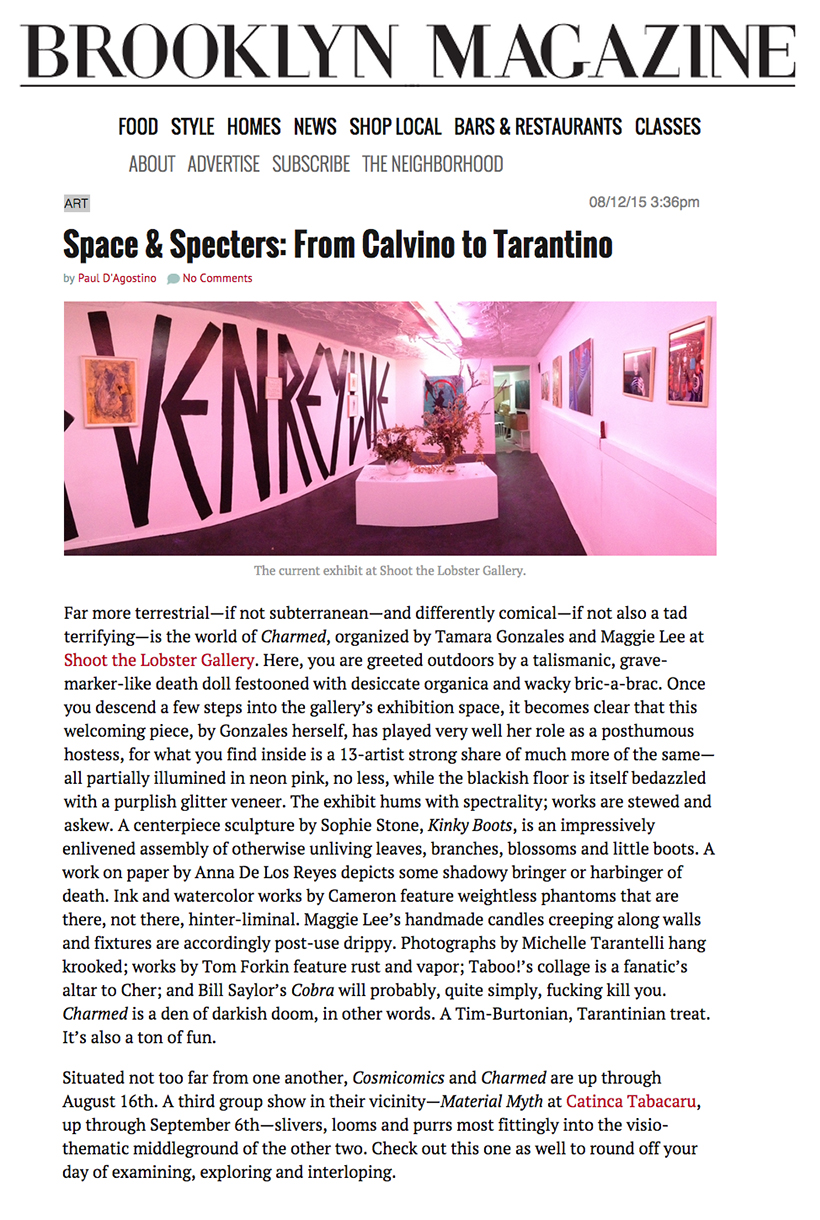 BROOKLYN MAGAZINE
FOOD STYLE HOMES NEWS SHOP LOCAL BARS & RESTAURANTS CLASSES
ABOUT ADVERTISE SUBSCRIBE THE NEIGHBORHOOD
ART 08/12/15 3:36pm
Space & Specters: From Calvino to Tarantino
by Paul D'Agostino No Comments
The current exhibit at Shoot the Lobster Gallery.
Far more terrestrial—if not subterranean—and differently comical—if not also a tad
terrifying—is the world of Charmed, organized by Tamara Gonzales and Maggie Lee at
Shoot the Lobster Gallery. Here, you are greeted outdoors by a talismanic, grave-
marker-like death doll festooned with desiccate organica and wacky bric-a-brac. Once
you descend a few steps into the gallery’s exhibition space, it becomes clear that this
welcoming piece, by Gonzales herself, has played very well her role as a posthumous
hostess, for what you find inside is a 13-artist strong share of much more of the same—
all partially illumined in neon pink, no less, while the blackish floor is itself bedazzled
with a purplish glitter veneer. The exhibit hums with spectrality; works are stewed and
askew. A centerpiece sculpture by Sophie Stone, Kinky Boots, is an impressively
enlivened assembly of otherwise unliving leaves, branches, blossoms and little boots. A
work on paper by Anna De Los Reyes depicts some shadowy bringer or harbinger of
death. Ink and watercolor works by Cameron feature weightless phantoms that are
there, not there, hinter-liminal. Maggie Lee’s handmade candles creeping along walls
and fixtures are accordingly post-use drippy. Photographs by Michelle Tarantelli hang
krooked; works by Tom Forkin feature rust and vapor; Taboo!’s collage is a fanatic’s
altar to Cher; and Bill Saylor’s Cobra will probably, quite simply, fucking kill you.
Charmed is a den of darkish doom, in other words. A Tim-Burtonian, Tarantinian treat.
It’s also a ton of fun.
Situated not too far from one another, Cosmicomics and Charmed are up through
August 16th. A third group show in their vicinity—Material Myth at Catinca Tabacaru,
up through September 6th—slivers, looms and purrs most fittingly into the visio-
thematic middleground of the other two. Check out this one as well to round off your
day of examining, exploring and interloping.